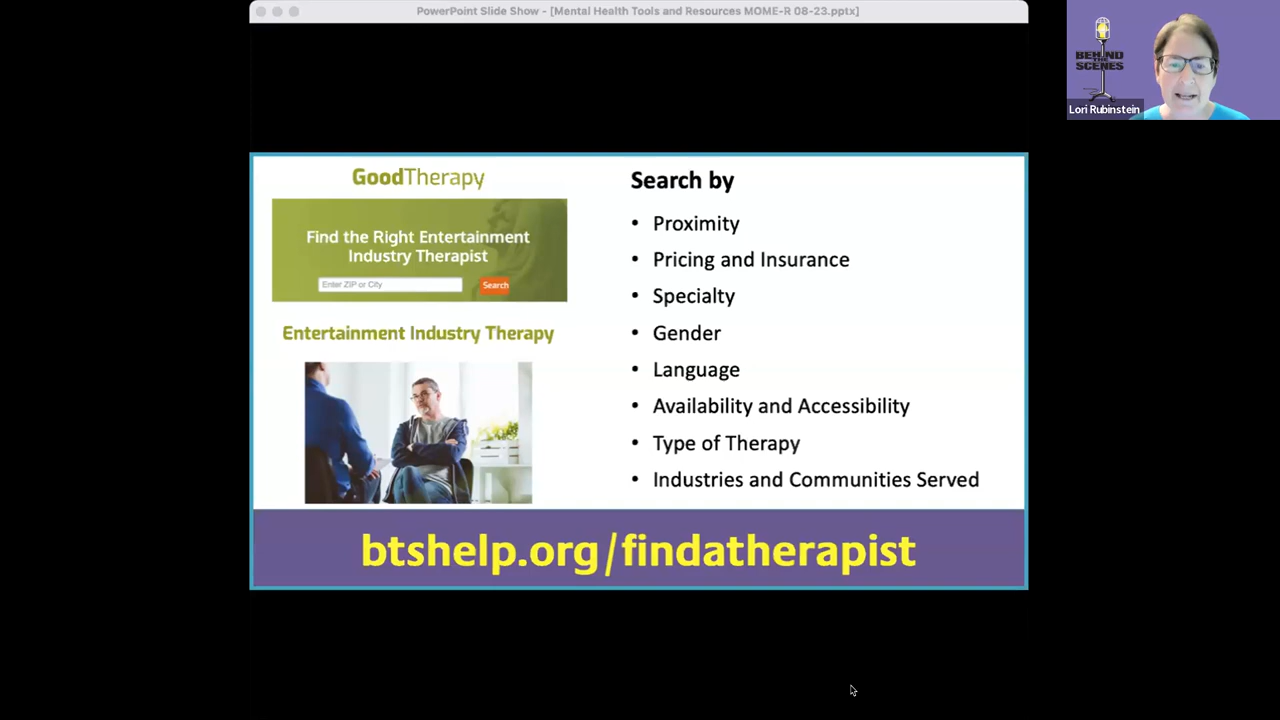 PowerPoint Slide Show - [Mental Health Tools and Resources MOME-R 08-23.pptx]
BEHIND
THE
SCENES
Lori Rubinstein
GoodTherapy
Find the Right Entertainment
Industry Therapist
Enter ZIP or City
Search
Entertainment Industry Therapy
Search by
• Proximity
• Pricing and Insurance
• Specialty
• Gender
• Language
• Availability and Accessibility
• Type of Therapy
• Industries and Communities Served
btshelp.org/findatherapist